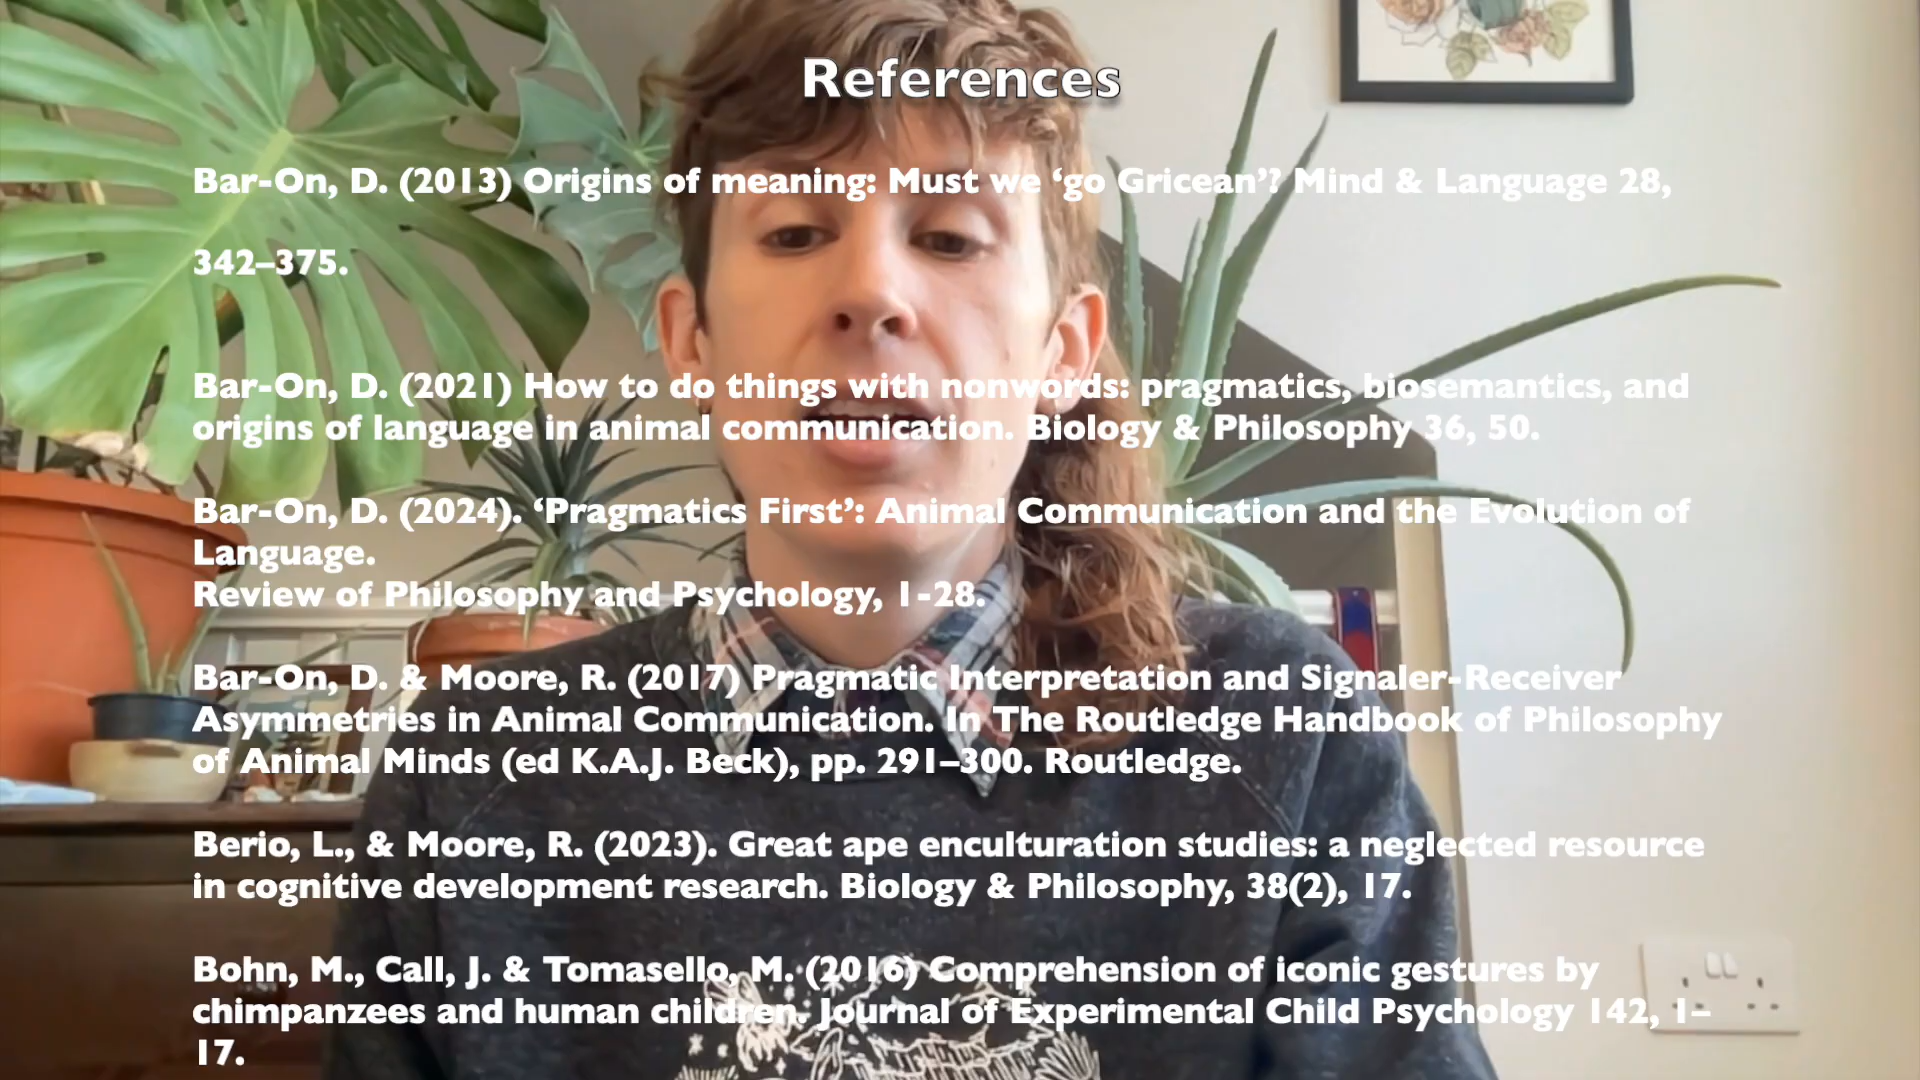 References
Bar-On, D. (2013) Origins of meaning: Must we ‘go Gricean’? Mind & Language 28,
342–375.
Bar-On, D. (2021) How to do things with nonwords: pragmatics, biosemantics, and
origins of language in animal communication. Biology & Philosophy 36, 50.
Bar-On, D. (2024). ‘Pragmatics First’: Animal Communication and the Evolution of
Language.
Review of Philosophy and Psychology, 1-28.
Bar-On, D. & Moore, R. (2017) Pragmatic Interpretation and Signaler-Receiver
Asymmetries in Animal Communication. In The Routledge Handbook of Philosophy
of Animal Minds (ed K.A.J. Beck), pp. 291–300. Routledge.
Berio, L., & Moore, R. (2023). Great ape enculturation studies: a neglected resource
in cognitive development research. Biology & Philosophy, 38(2), 17.
Bohn, M., Call, J. & Tomasello, M. (2016) Comprehension of iconic gestures by
chimpanzees and human children. Journal of Experimental Child Psychology 142, 1–
17.